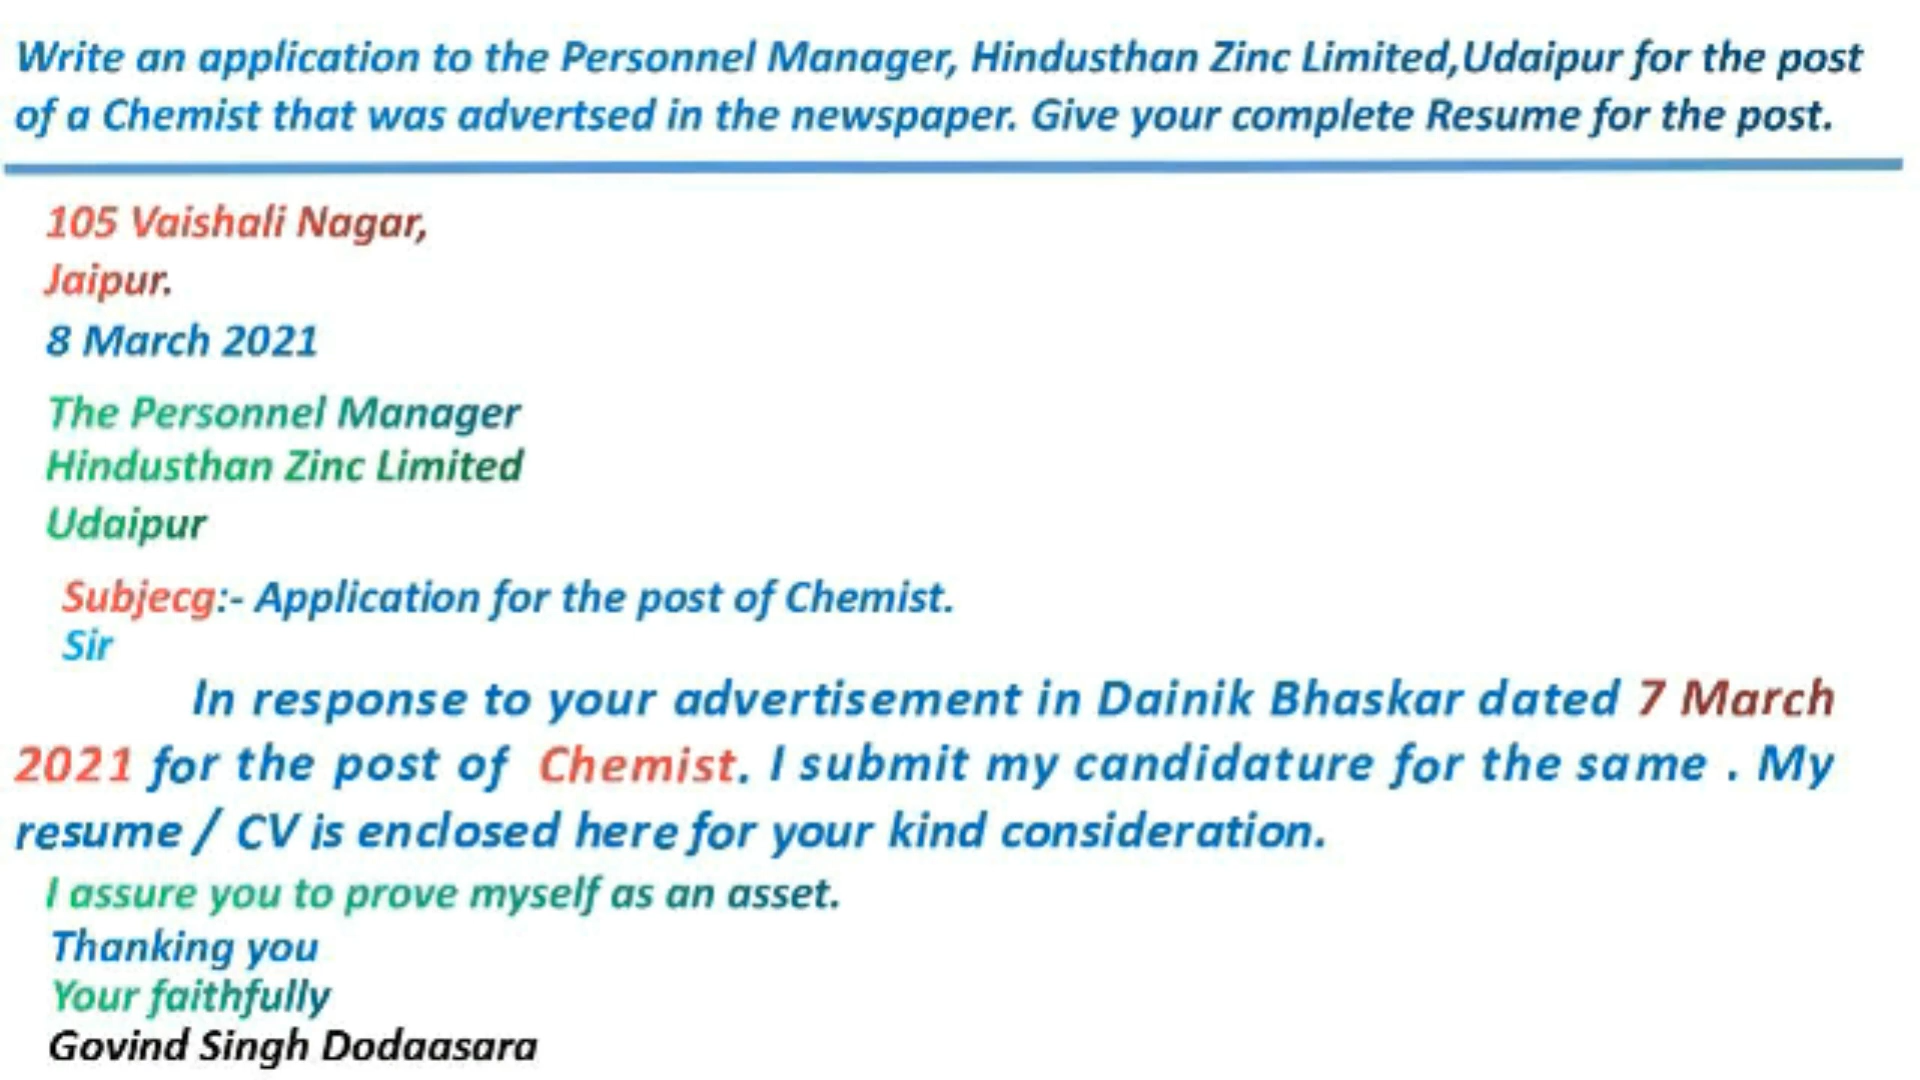 Write an application to the Personnel Manager, Hindusthan Zinc Limited,Udaipur for the post
of a Chemist that was advertsed in the newspaper. Give your complete Resume for the post.
105 Vaishali Nagar,
Jaipur.
8 March 2021
The Personnel Manager
Hindusthan Zinc Limited
Udaipur
Subjecg:- Application for the post of Chemist.
Sir
In response to your advertisement in Dainik Bhaskar dated 7 March
2021 for the post of Chemist. I submit my candidature for the same . My
resume / CV is enclosed here for your kind consideration.
I assure you to prove myself as an asset.
Thanking you
Your faithfully
Govind Singh Dodaasara